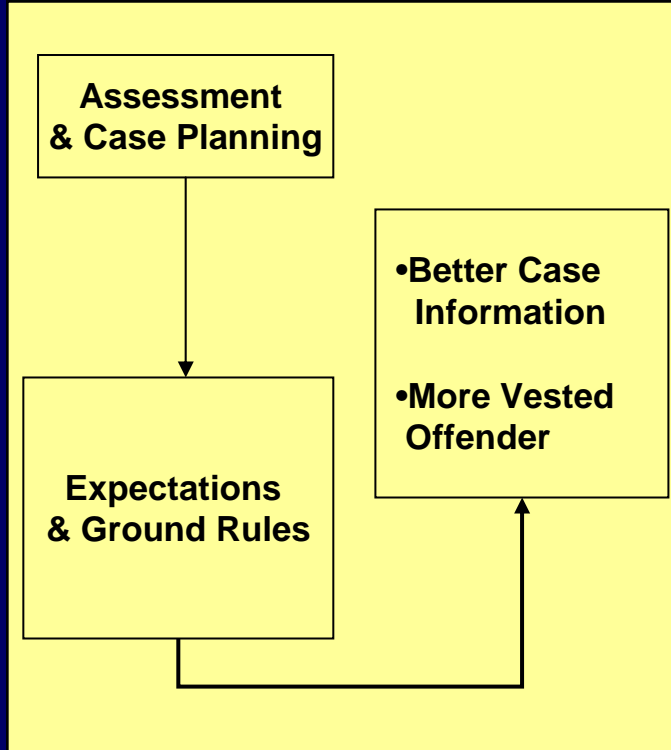 Assessment
& Case Planning
Expectations
& Ground Rules
•Better Case
Information
•More Vested
Offender